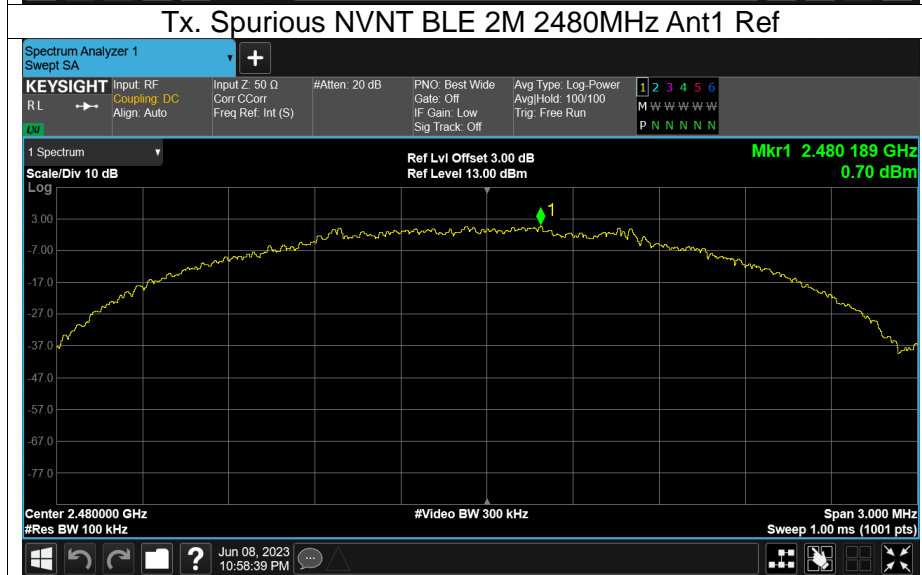 Tx. Spurious NVNT BLE 2M 2480MHz Ant1 Ref
Spectrum Analyzer 1
Swept SA
KEYSIGHT Input: RF Input Z: 50 Ω #Atten: 20 dB PNO: Best Wide Avg Type: Log-Power 1 2 3 4 5 6
R L Coupling: DC Corr CCorr Gate: Off Avg|Hold: 100/100 M W W W W W
Align: Auto Freq Ref: Int (S) IF Gain: Low Trig: Free Run
LXI Sig Track: Off P N N N N N
1 Spectrum Ref Lvl Offset 3.00 dB Mkr1 2.480 189 GHz
Scale/Div 10 dB Ref Level 13.00 dBm 0.70 dBm
Log
1
3.00
-7.00
-17.0
-27.0
-37.0
-47.0
-57.0
-67.0
-77.0
Center 2.480000 GHz #Video BW 300 kHz Span 3.000 MHz
#Res BW 100 kHz Sweep 1.00 ms (1001 pts)
? Jun 08, 2023
10:58:39 PM